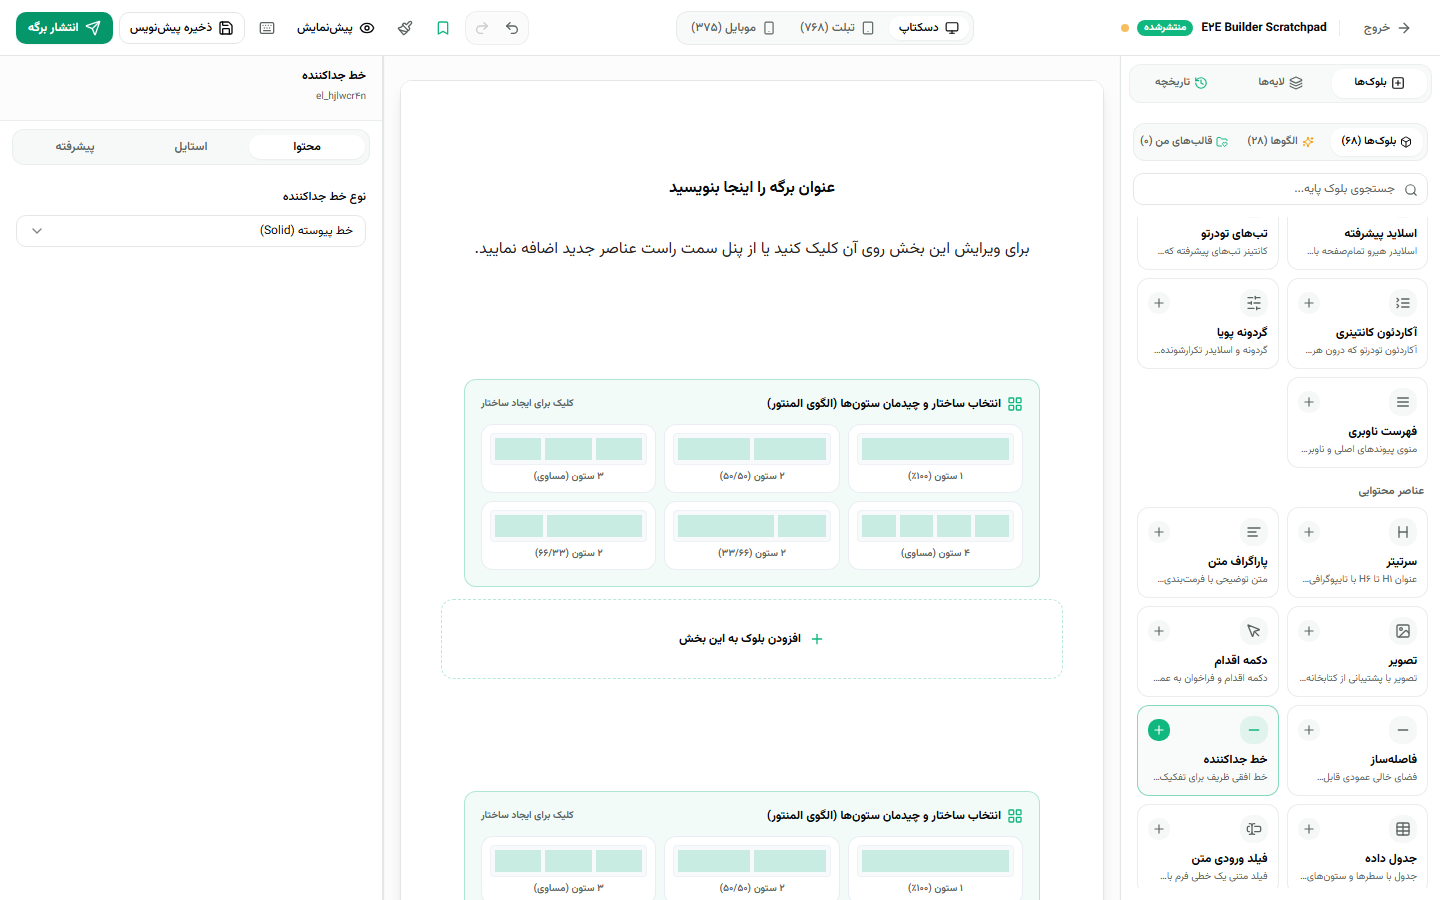 خروج
E2E Builder Scratchpad
منتشرشده
دسکتاپ
تبلت (۷۶۸)
موبایل (۳۷۵)
پیش‌نمایش
ذخیره پیش‌نویس
انتشار برگه
بلوک‌ها
لایه‌ها
تاریخچه
بلوک‌ها (۶۸)
الگوها (۲۸)
قالب‌های من (۰)
جستجوی بلوک پایه...
اسلاید پیشرفته
اسلایدر هیرو تمام‌صفحه با...
تب‌های تودرتو
کانتینر تب‌های پیشرفته که...
آکاردئون کانتینری
آکاردئون تودرتو که درون هر...
گردونه پویا
گردونه و اسلایدر تکرارشونده...
فهرست ناوبری
منوی پیوندهای اصلی و ناوبر...
عناصر محتوایی
سرتیتر
عنوان H۱ تا H۶ با تایپوگرافی...
پاراگراف متن
متن توضیحی با فرمت‌بندی...
تصویر
تصویر با پشتیبانی از کتابخانه...
دکمه اقدام
دکمه اقدام و فراخوان به عمـ...
فاصله‌ساز
فضای خالی عمودی قابل...
خط جداکننده
خط افقی ظریف برای تفکیک...
جدول داده
جدول با سطرها و ستون‌های...
فیلد ورودی متن
فیلد متنی یک خطی فرم با...
عنوان برگه را اینجا بنویسید
برای ویرایش این بخش روی آن کلیک کنید یا از پنل سمت راست عناصر جدید اضافه نمایید.
انتخاب ساختار و چیدمان ستون‌ها (الگوی المنتور)
کلیک برای ایجاد ساختار
۱ ستون (۱۰۰٪)
۲ ستون (۵۰/۵۰)
۳ ستون (مساوی)
۴ ستون (مساوی)
۲ ستون (۳۳/۶۶)
۲ ستون (۶۶/۳۳)
افزودن بلوک به این بخش
انتخاب ساختار و چیدمان ستون‌ها (الگوی المنتور)
کلیک برای ایجاد ساختار
۱ ستون (۱۰۰٪)
۲ ستون (۵۰/۵۰)
۳ ستون (مساوی)
خط جداکننده
el_hjlwcr۴n
محتوا
استایل
پیشرفته
نوع خط جداکننده
خط پیوسته (Solid)